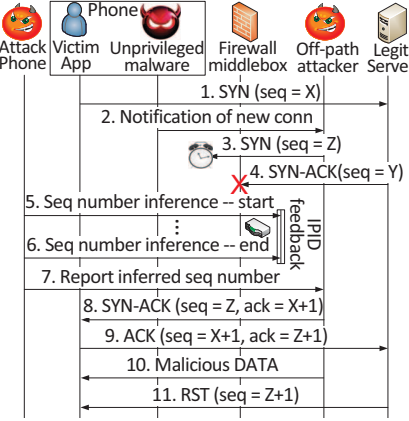 Phone
Attack Phone
Victim App
Unprivileged malware
Firewall middlebox
Off-path attacker
Legit Serve
1. SYN (seq = X)
2. Notification of new conn
3. SYN (seq = Z)
4. SYN-ACK(seq = Y)
5. Seq number inference -- start
6. Seq number inference -- end
IPID feedback
7. Report inferred seq number
8. SYN-ACK (seq = Z, ack = X+1)
9. ACK (seq = X+1, ack = Z+1)
10. Malicious DATA
11. RST (seq = Z+1)